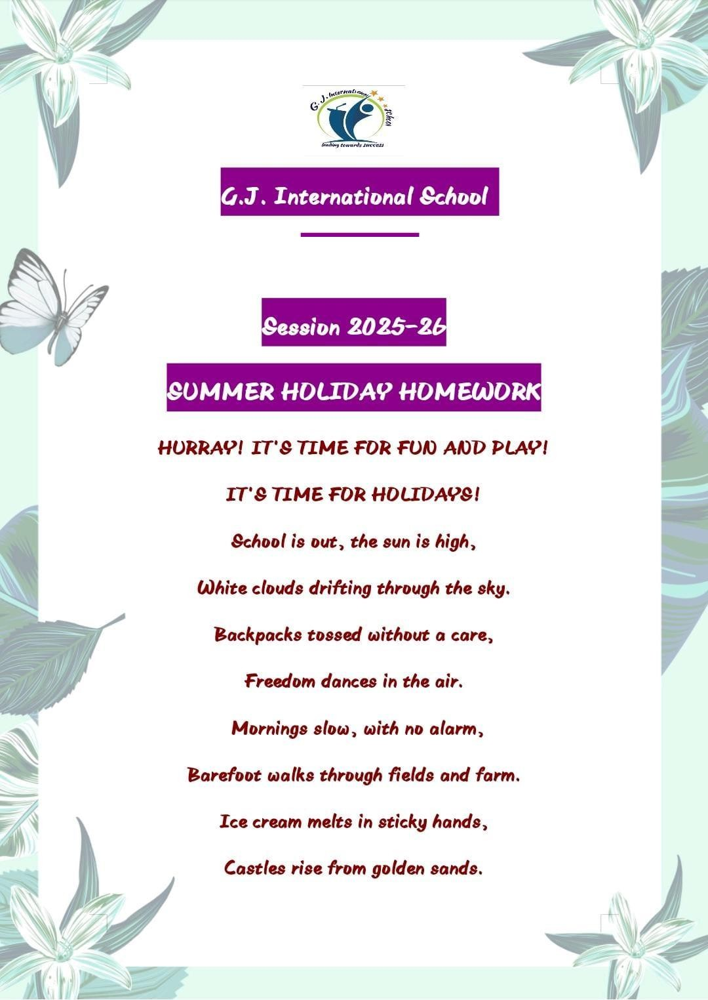 G. J. International School
leading towards success
G.J. International School
Session 2025-26
SUMMER HOLIDAY HOMEWORK
HURRAY! IT'S TIME FOR FUN AND PLAY!
IT'S TIME FOR HOLIDAYS!
School is out, the sun is high,
White clouds drifting through the sky.
Backpacks tossed without a care,
Freedom dances in the air.
Mornings slow, with no alarm,
Barefoot walks through fields and farm.
Ice cream melts in sticky hands,
Castles rise from golden sands.